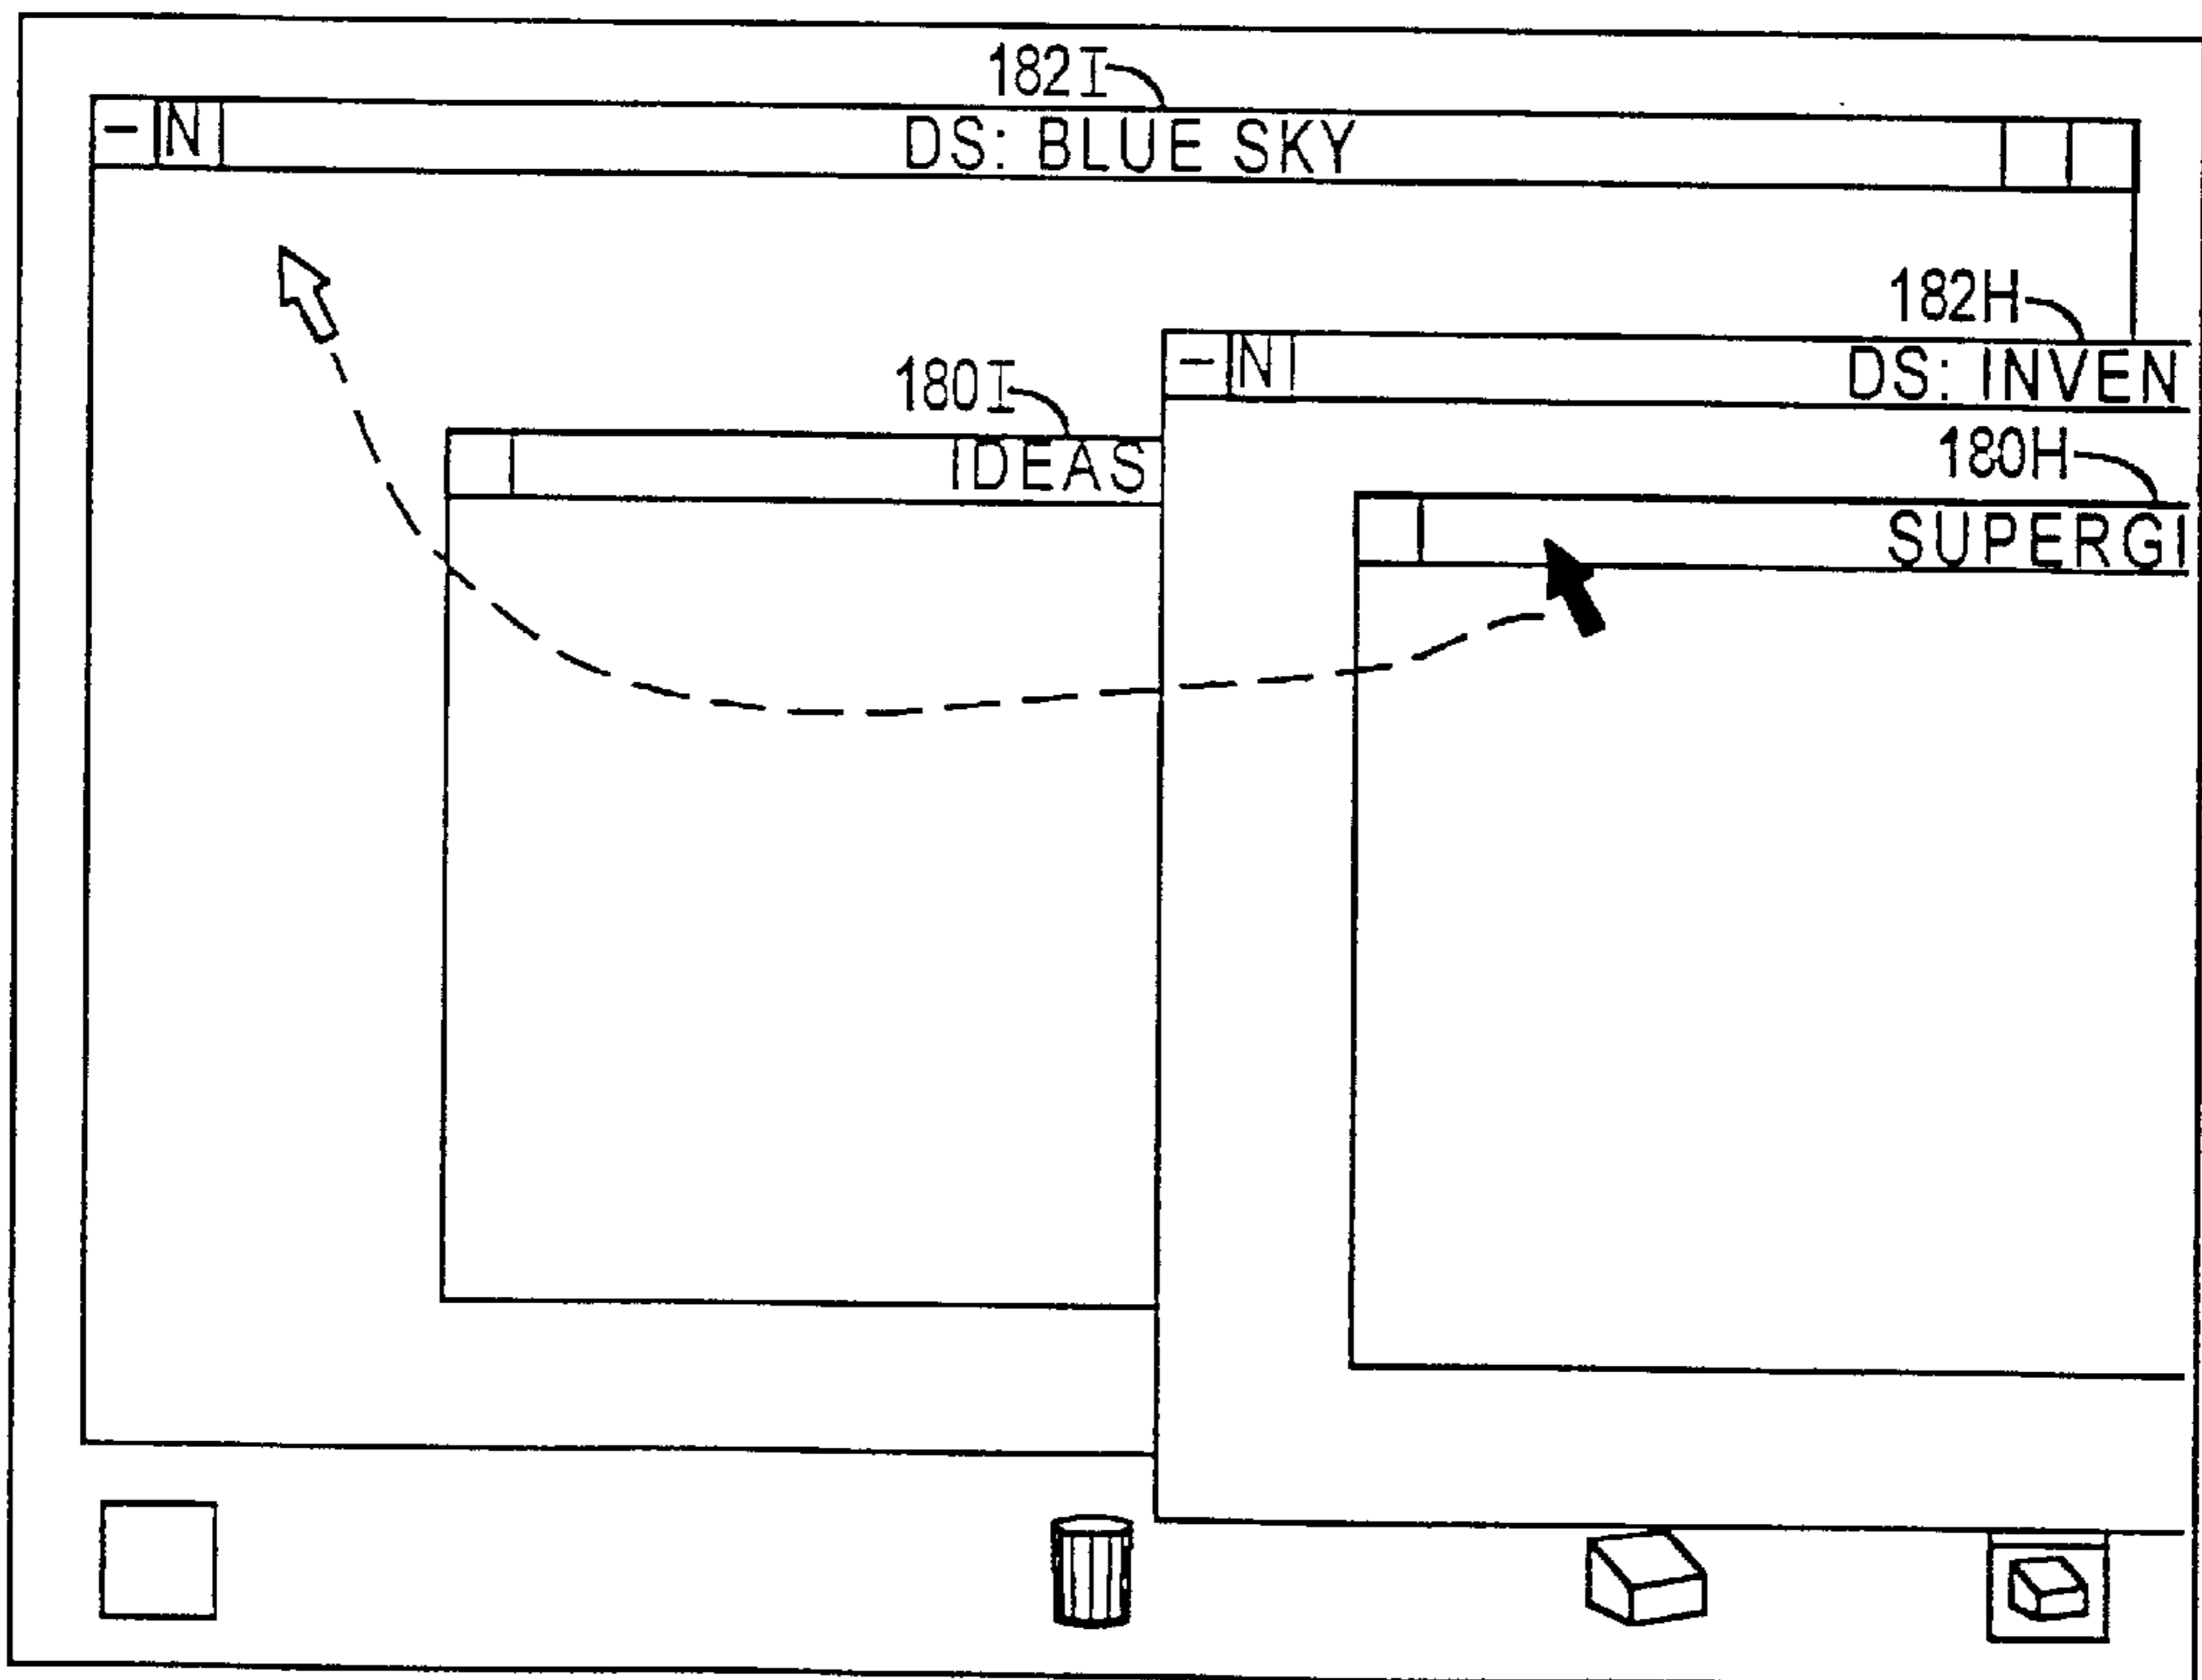 182I
N DS: BLUE SKY
182H
N DS: INVEN
180I
IDEAS
180H
SUPERGI